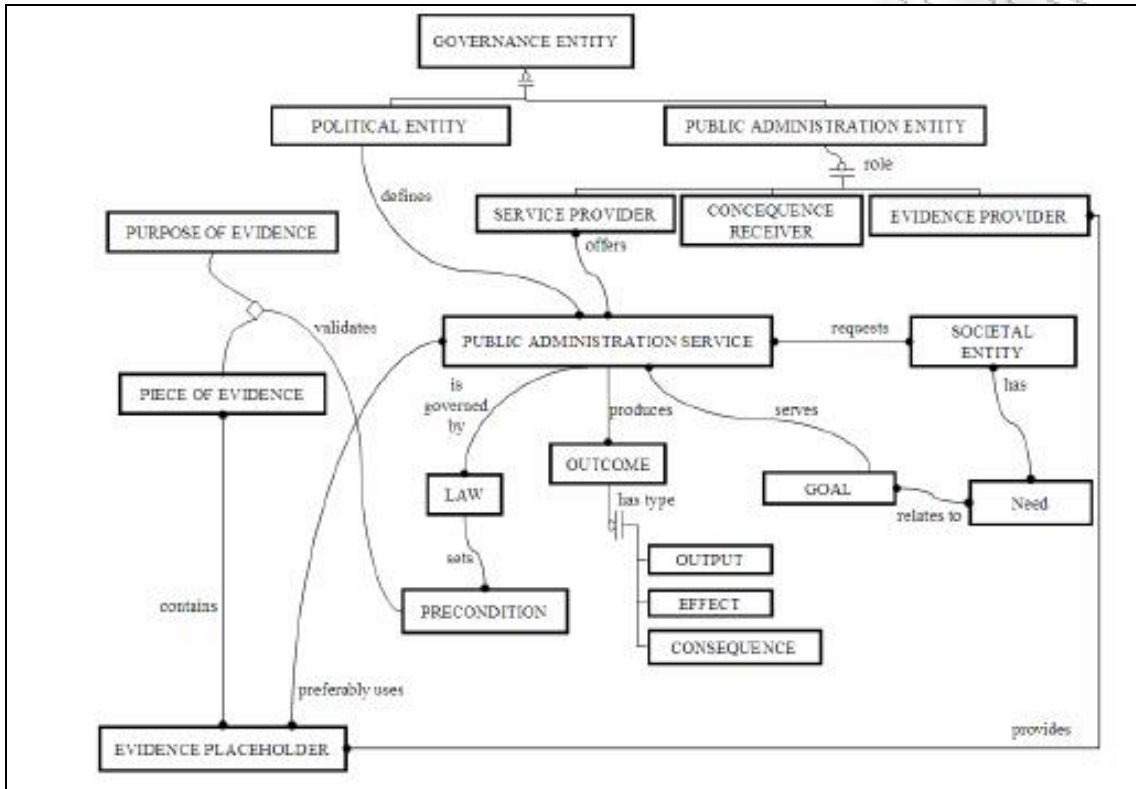 GOVERNANCE ENTITY
POLITICAL ENTITY
PUBLIC ADMINISTRATION ENTITY
role
defines
SERVICE PROVIDER
CONCEQUENCE
RECEIVER
EVIDENCE PROVIDER
PURPOSE OF EVIDENCE
offers
validates
PUBLIC ADMINISTRATION SERVICE
requests
SOCIETAL
ENTITY
PIECE OF EVIDENCE
is
governed
by
produces
serves
has
OUTCOME
LAW
has type
GOAL
relates to
Need
sets
OUTPUT
PRECONDITION
EFFECT
contains
CONSEQUENCE
preferably uses
EVIDENCE PLACEHOLDER
provides